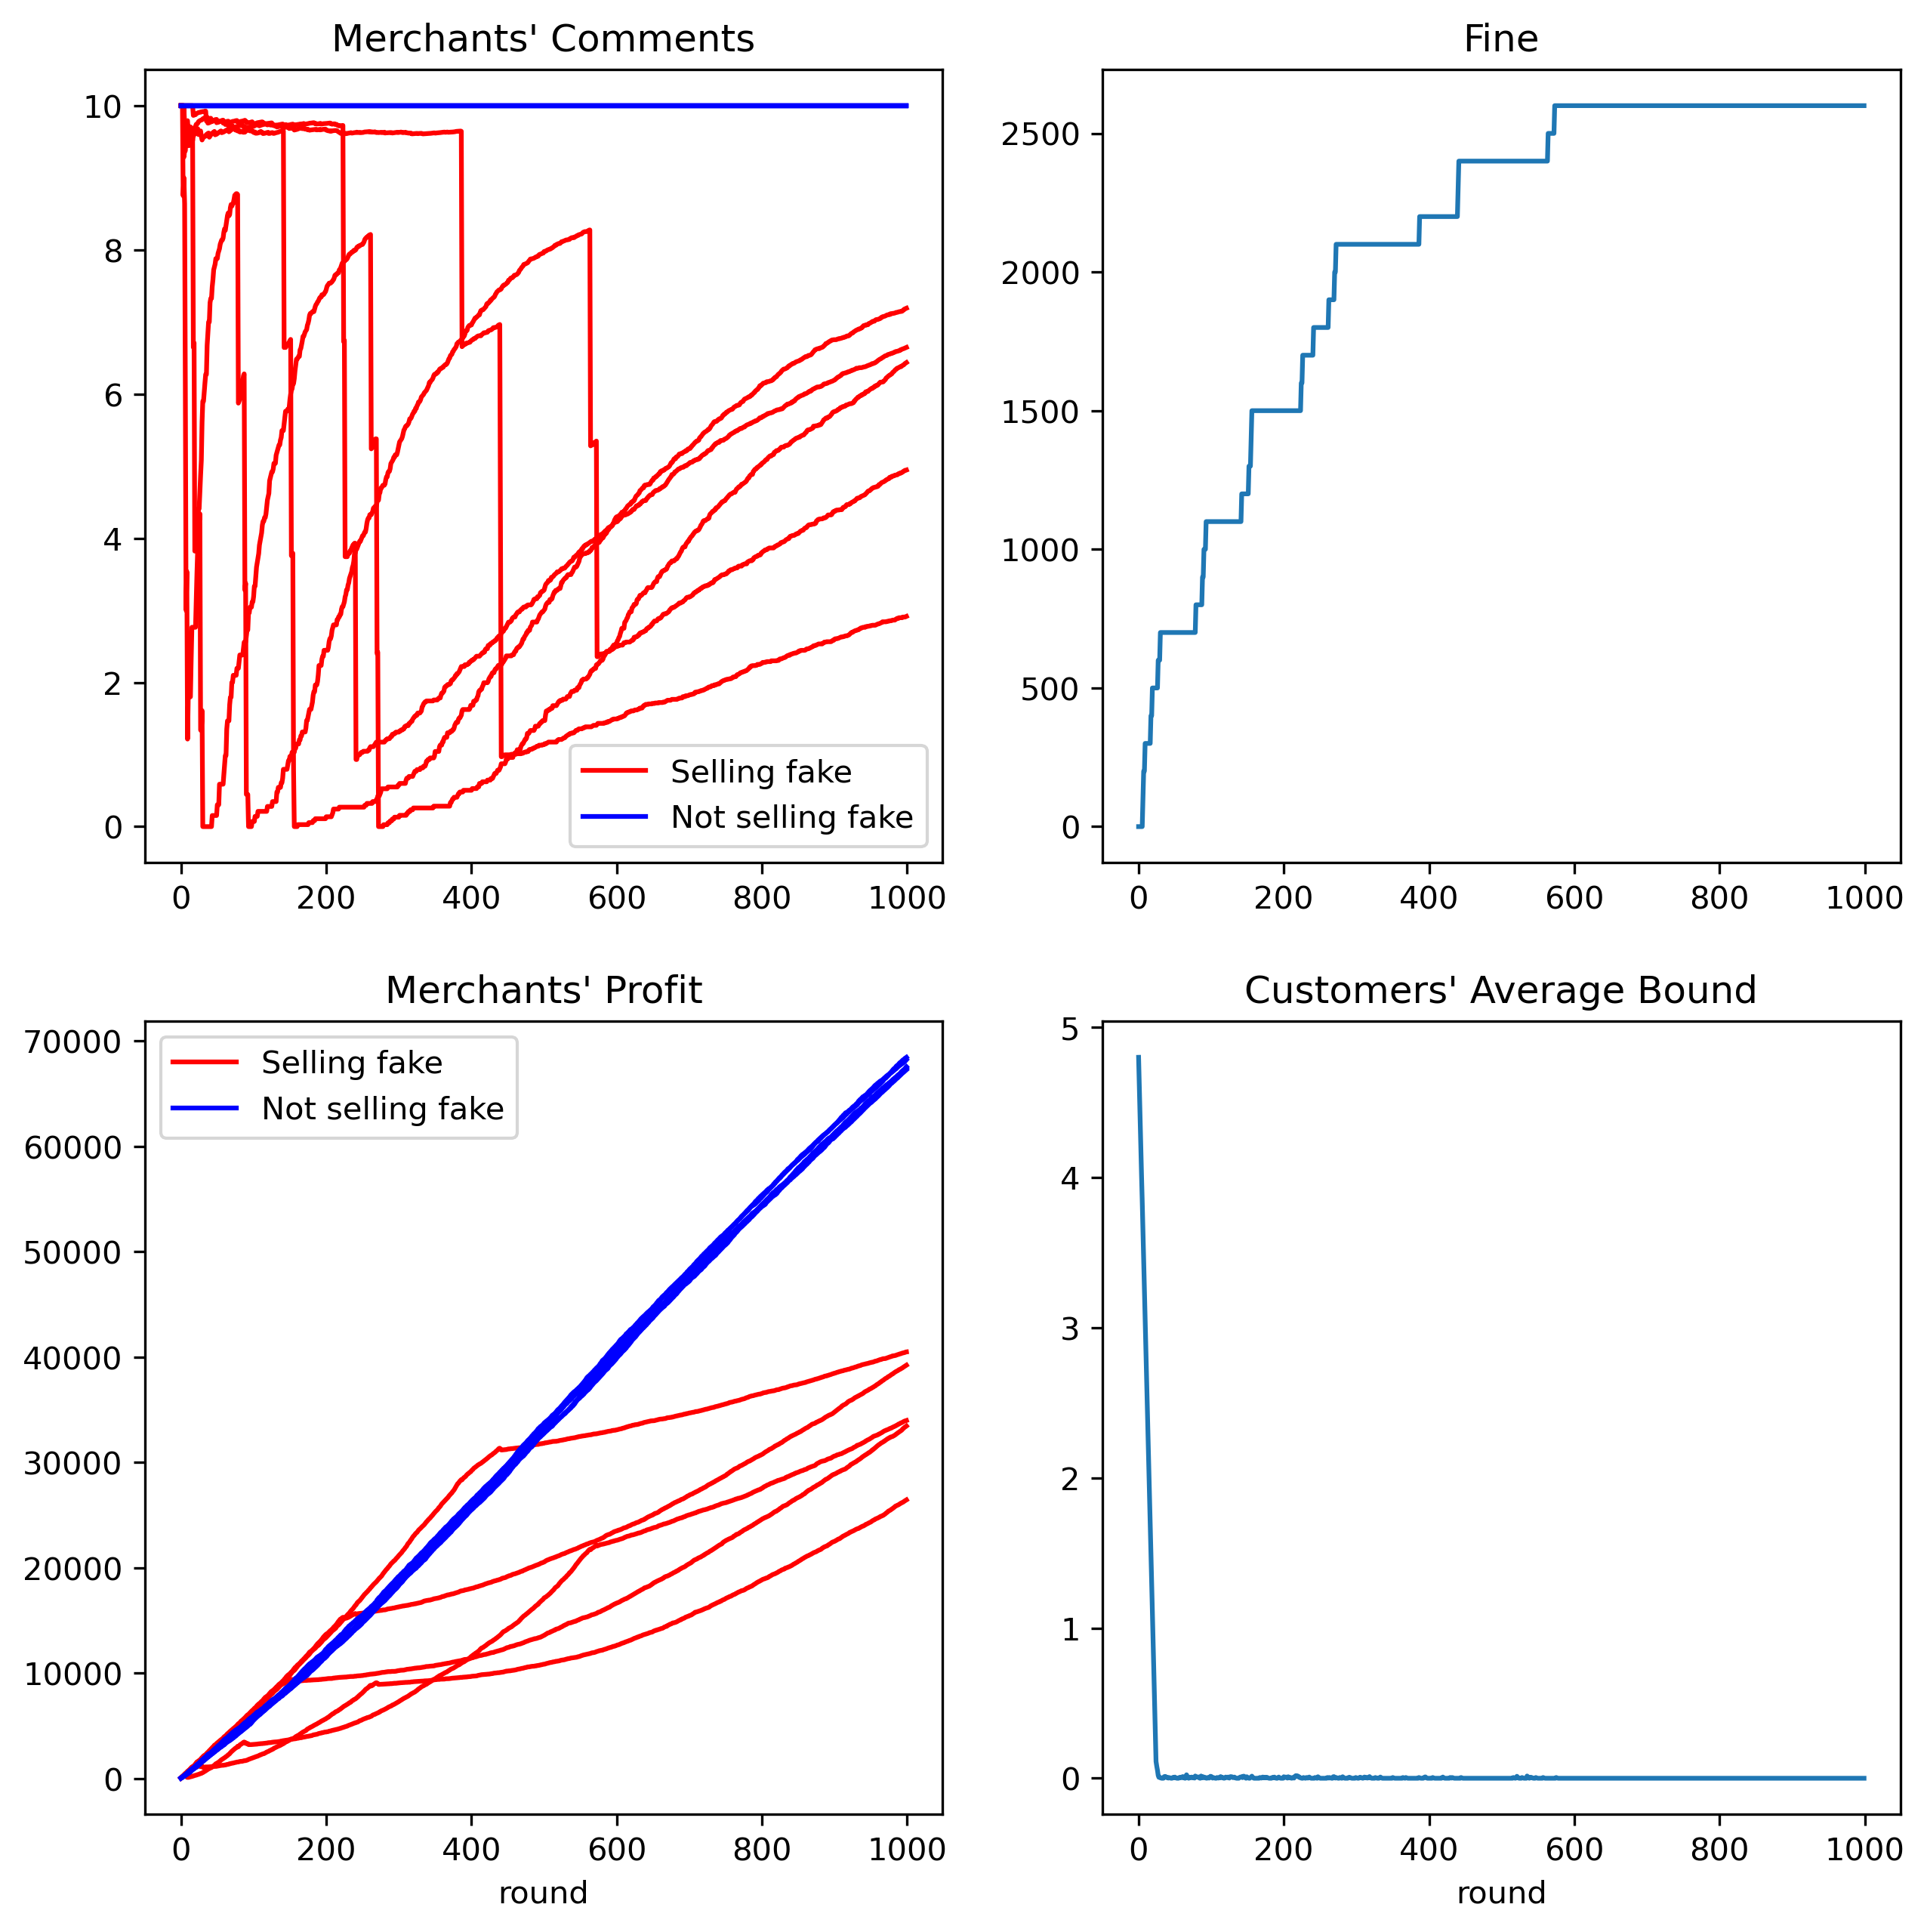 Merchants' Comments
10
8
6
4
2
0
Selling fake
Not selling fake
0 200 400 600 800 1000
Fine
2500
2000
1500
1000
500
0
0 200 400 600 800 1000
Merchants' Profit
70000
60000
50000
40000
30000
20000
10000
0
Selling fake
Not selling fake
0 200 400 600 800 1000
round
Customers' Average Bound
5
4
3
2
1
0
0 200 400 600 800 1000
round